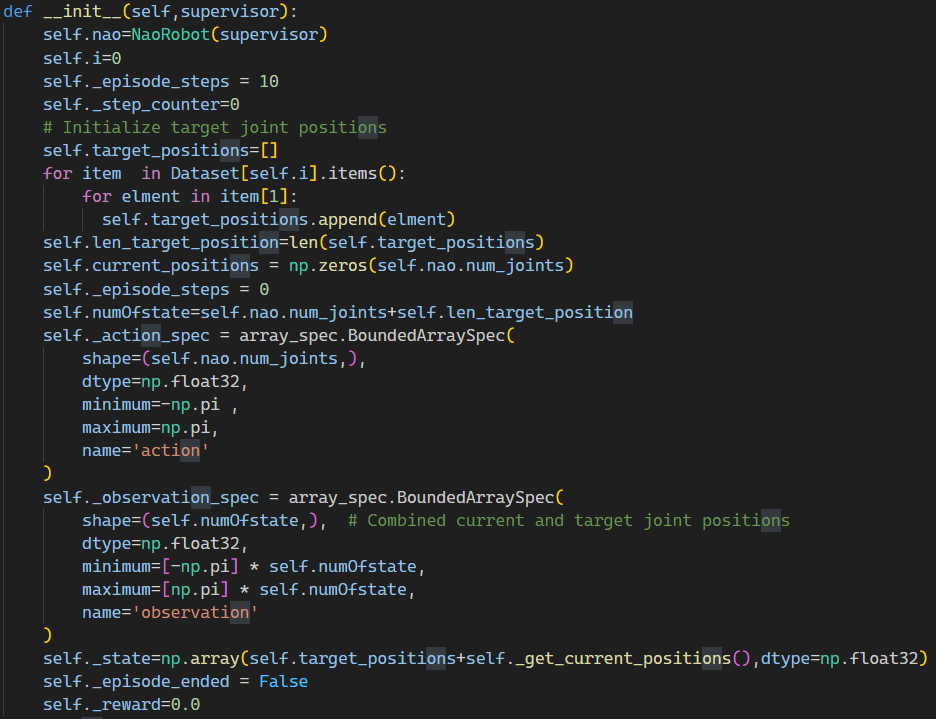 def __init__(self,supervisor):
    self.nao=NaoRobot(supervisor)
    self.i=0
    self._episode_steps = 10
    self._step_counter=0
    # Initialize target joint positions
    self.target_positions=[]
    for item  in Dataset[self.i].items():
        for elment in item[1]:
          self.target_positions.append(elment)
    self.len_target_position=len(self.target_positions)
    self.current_positions = np.zeros(self.nao.num_joints)
    self._episode_steps = 0
    self.numOfstate=self.nao.num_joints+self.len_target_position
    self._action_spec = array_spec.BoundedArraySpec(
        shape=(self.nao.num_joints,),
        dtype=np.float32,
        minimum=-np.pi ,
        maximum=np.pi,
        name='action'
    )
    self._observation_spec = array_spec.BoundedArraySpec(
        shape=(self.numOfstate,),  # Combined current and target joint positions
        dtype=np.float32,
        minimum=[-np.pi] * self.numOfstate,
        maximum=[np.pi] * self.numOfstate,
        name='observation'
    )
    self._state=np.array(self.target_positions+self._get_current_positions(),dtype=np.float32)
    self._episode_ended = False
    self._reward=0.0